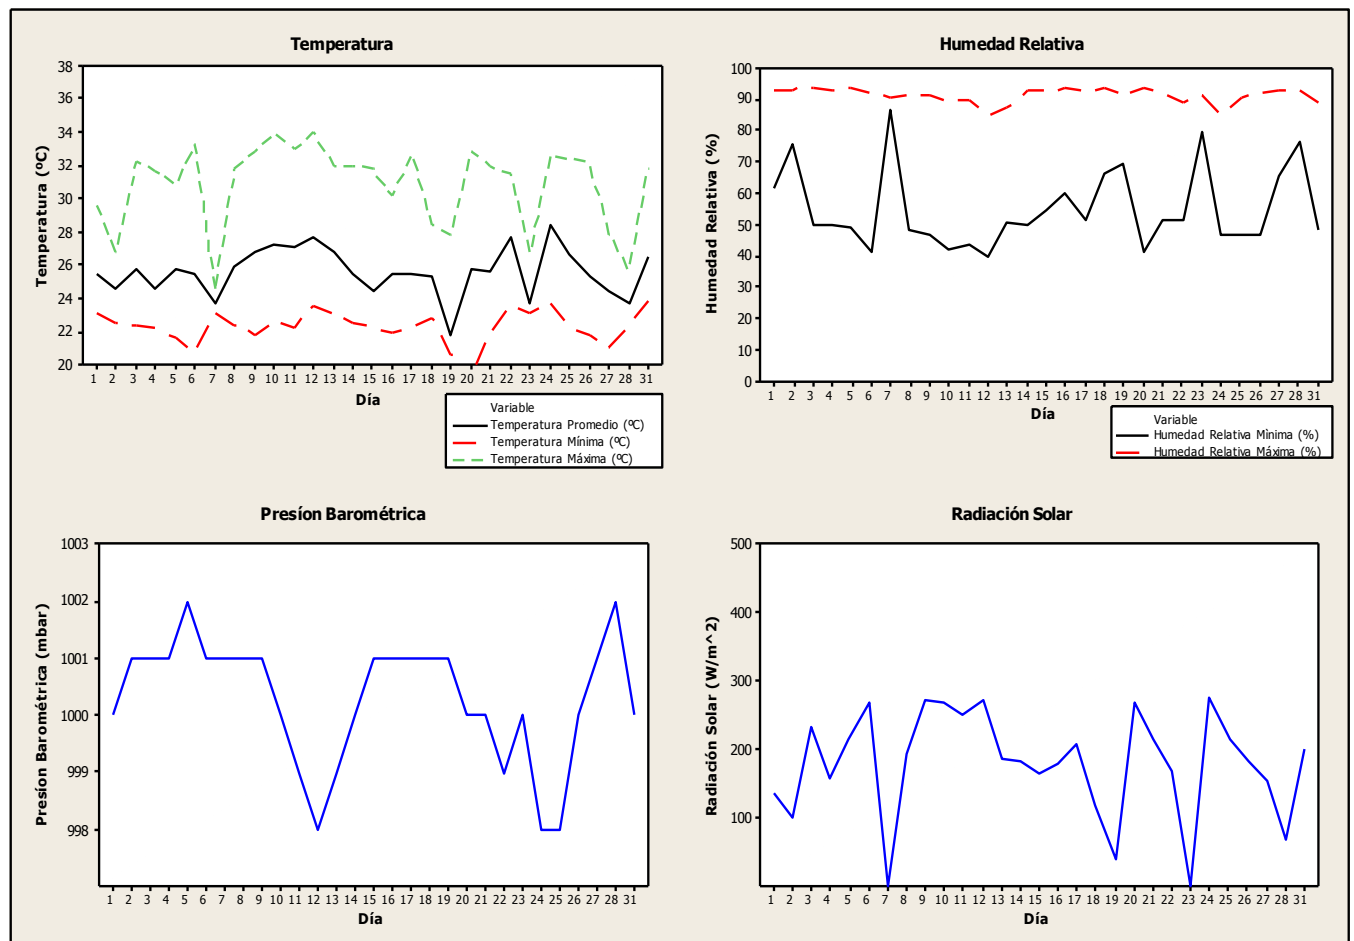 Temperatura
38
36
34
32
30
28
26
24
22
20
Temperatura (ºC)
1 2 3 4 5 6 7 8 9 10 11 12 13 14 15 16 17 18 19 20 21 22 23 24 25 26 27 28 31
Día
Variable
Temperatura Promedio (ºC)
Temperatura Mínima (ºC)
Temperatura Máxima (ºC)
Humedad Relativa
100
90
80
70
60
50
40
30
20
10
0
Humedad Relativa (%)
1 2 3 4 5 6 7 8 9 10 11 12 13 14 15 16 17 18 19 20 21 22 23 24 25 26 27 28 31
Día
Variable
Humedad Relativa Mìnima (%)
Humedad Relativa Máxima (%)
Presíon Barométrica
1003
1002
1001
1000
999
998
Presíon Barométrica (mbar)
1 2 3 4 5 6 7 8 9 10 11 12 13 14 15 16 17 18 19 20 21 22 23 24 25 26 27 28 31
Día
Radiación Solar
500
400
300
200
100
Radiación Solar (W/m^2)
1 2 3 4 5 6 7 8 9 10 11 12 13 14 15 16 17 18 19 20 21 22 23 24 25 26 27 28 31
Día